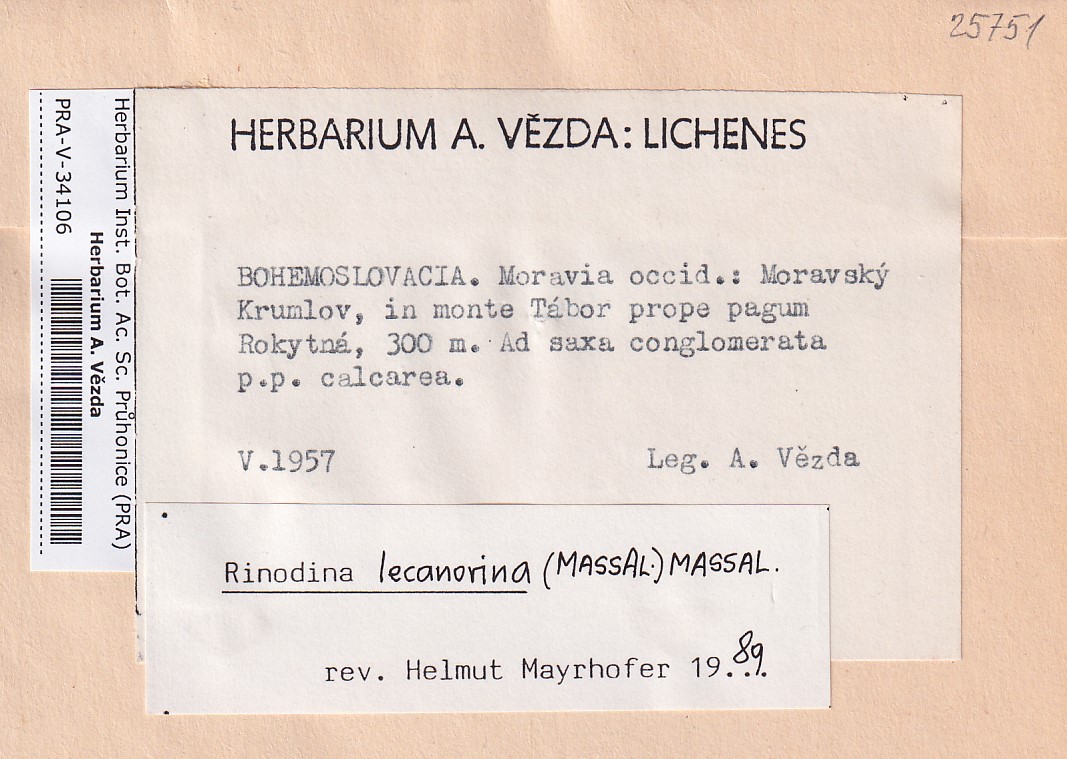 25751
HERBARIUM A. VĚZDA: LICHENES
BOHEMOSLOVACIA. Moravia occid.: Moravský
Krumlov, in monte Tábor prope pagum
Rokytná, 300 m. Ad saxa conglomerata
p.p. calcarea.
V.1957 Leg. A. Vězda
Rinodina lecanorina (MASSAL.) MASSAL.
rev. Helmut Mayrhofer 1989.
Herbarium Inst. Bot. Ac. Sc. Průhonice (PRA)
Herbarium A. Vězda
PRA-V-34106